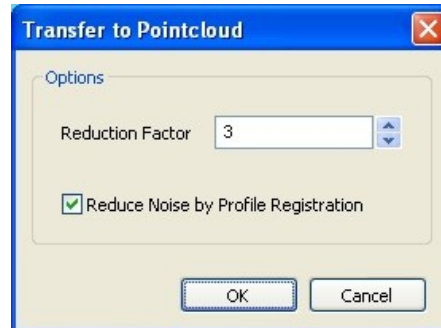 Transfer to Pointcloud
Options
Reduction Factor 3
Reduce Noise by Profile Registration
OK Cancel